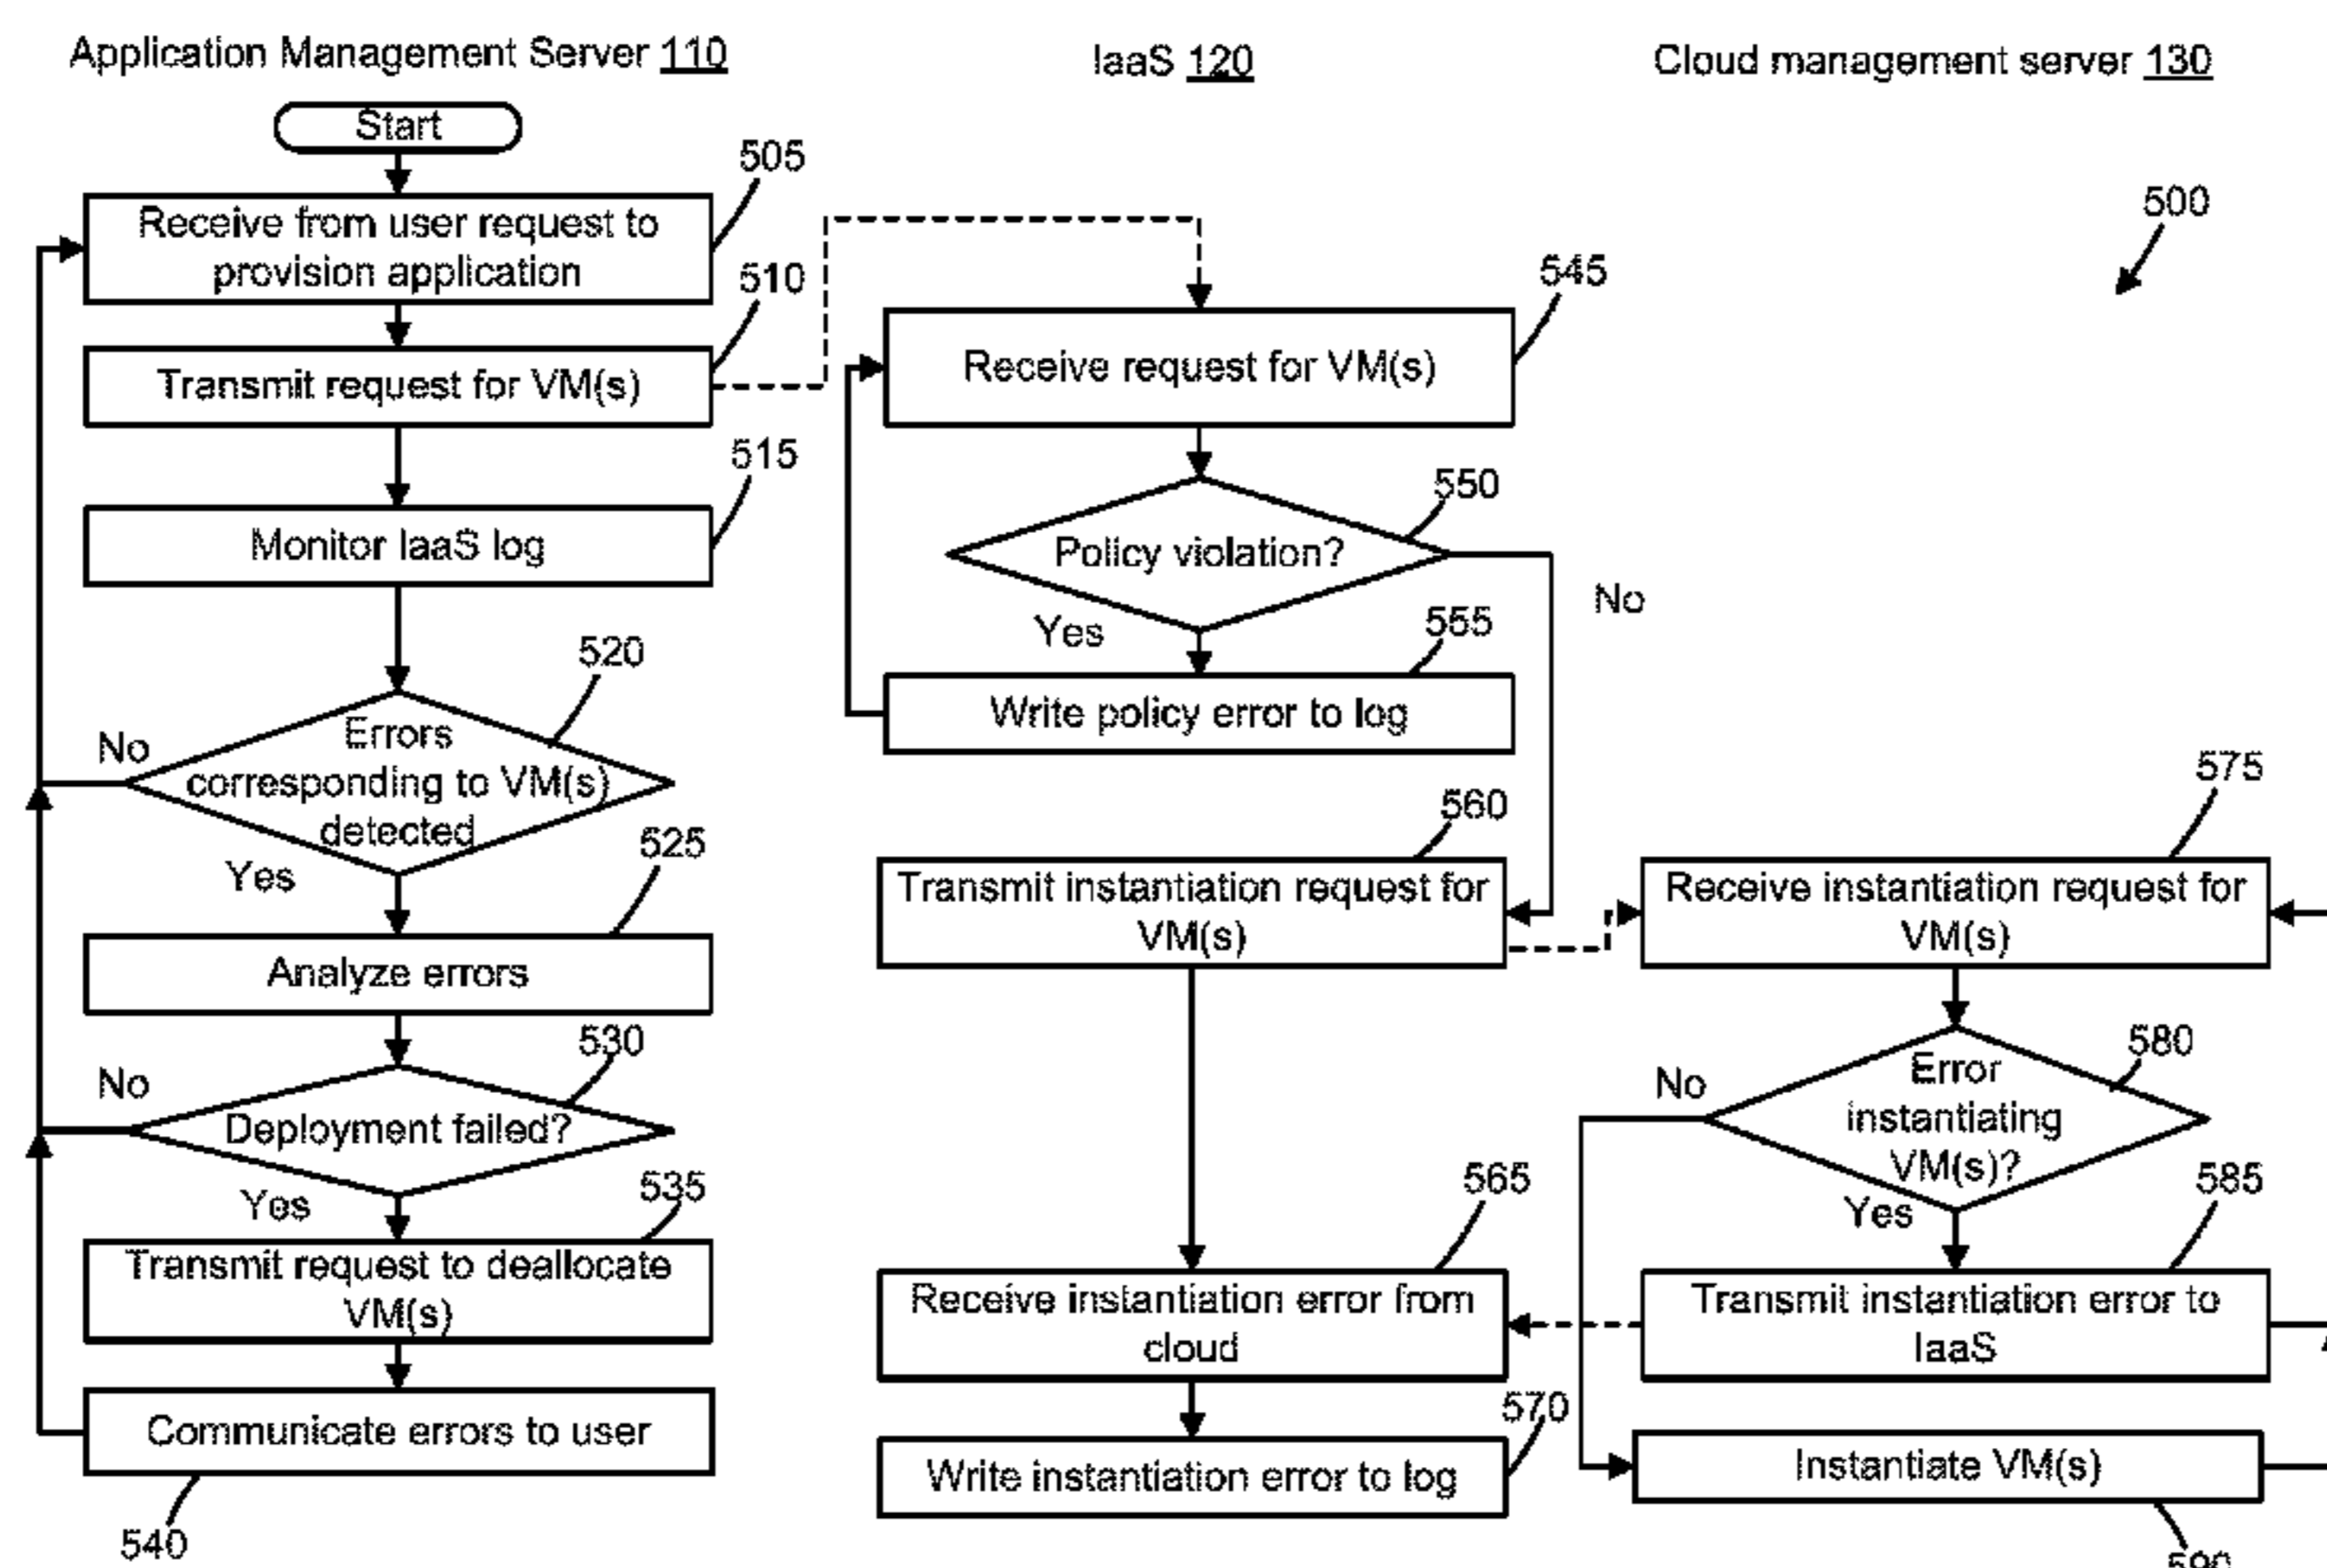 Application Management Server 110
Start
505
Receive from user request to
provision application
510
Transmit request for VM(s)
515
Monitor IaaS log
520
Errors
corresponding to VM(s)
detected
No
Yes
525
Analyze errors
530
Deployment failed?
No
Yes
535
Transmit request to deallocate
VM(s)
Communicate errors to user
540
IaaS 120
545
Receive request for VM(s)
550
Policy violation?
No
Yes
555
Write policy error to log
560
Transmit instantiation request for
VM(s)
565
Receive instantiation error from
cloud
570
Write instantiation error to log
Cloud management server 130
500
575
Receive instantiation request for
VM(s)
580
Error
instantiating
VM(s)?
No
Yes
585
Transmit instantiation error to
IaaS
Instantiate VM(s)
590